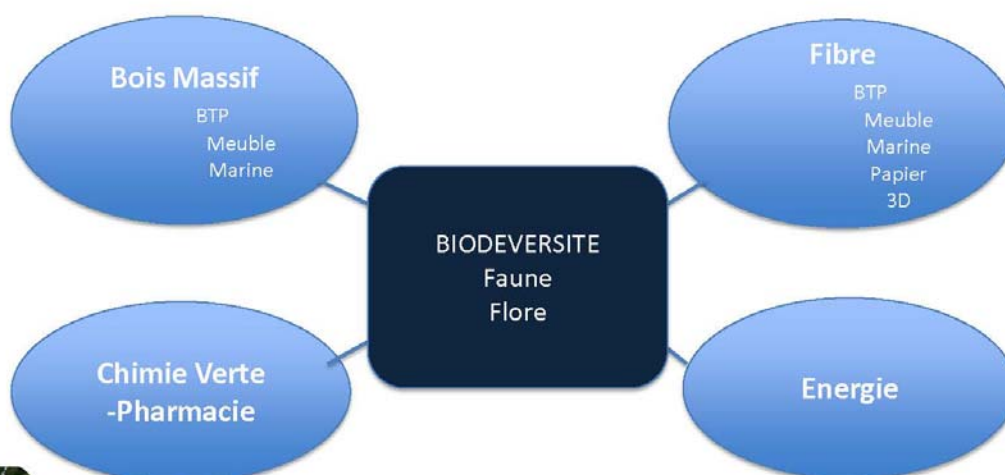 Bois Massif
BTP
Meuble
Marine
Fibre
BTP
Meuble
Marine
Papier
3D
BIODEVERSITE
Faune
Flore
Chimie Verte
-Pharmacie
Energie